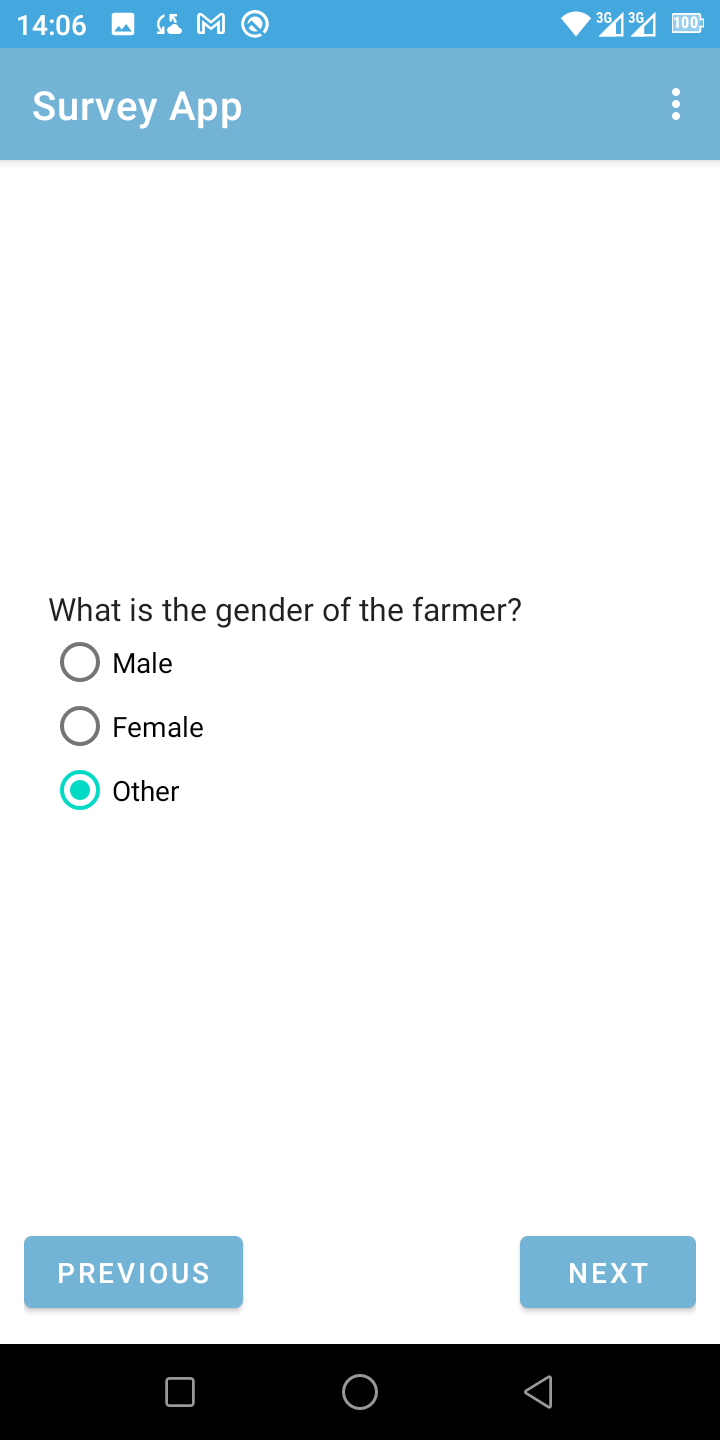 14:06 3G 3G 100
Survey App
What is the gender of the farmer?
Male
Female
Other
PREVIOUS NEXT